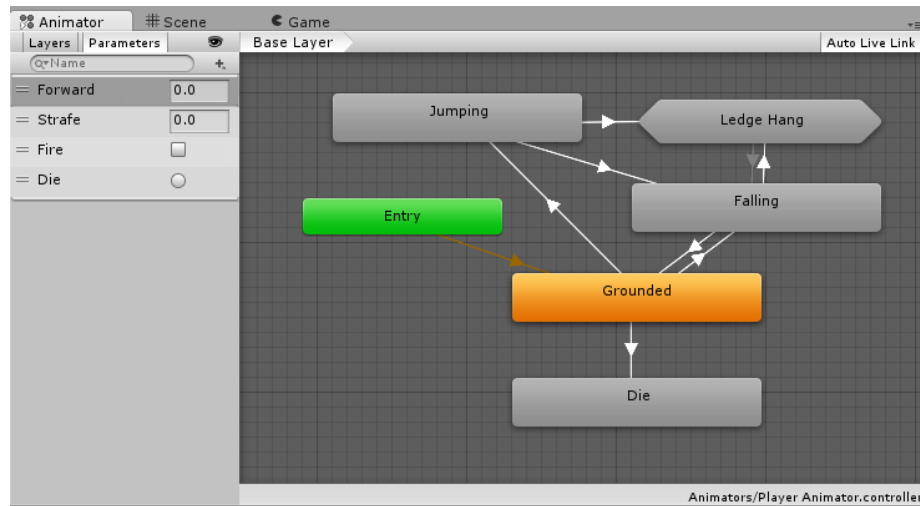 Animator
Scene
Game
Layers Parameters
Base Layer
Auto Live Link
Name
Forward 0.0
Strafe 0.0
Fire
Die
Jumping
Ledge Hang
Falling
Entry
Grounded
Die
Animators/Player Animator.controller